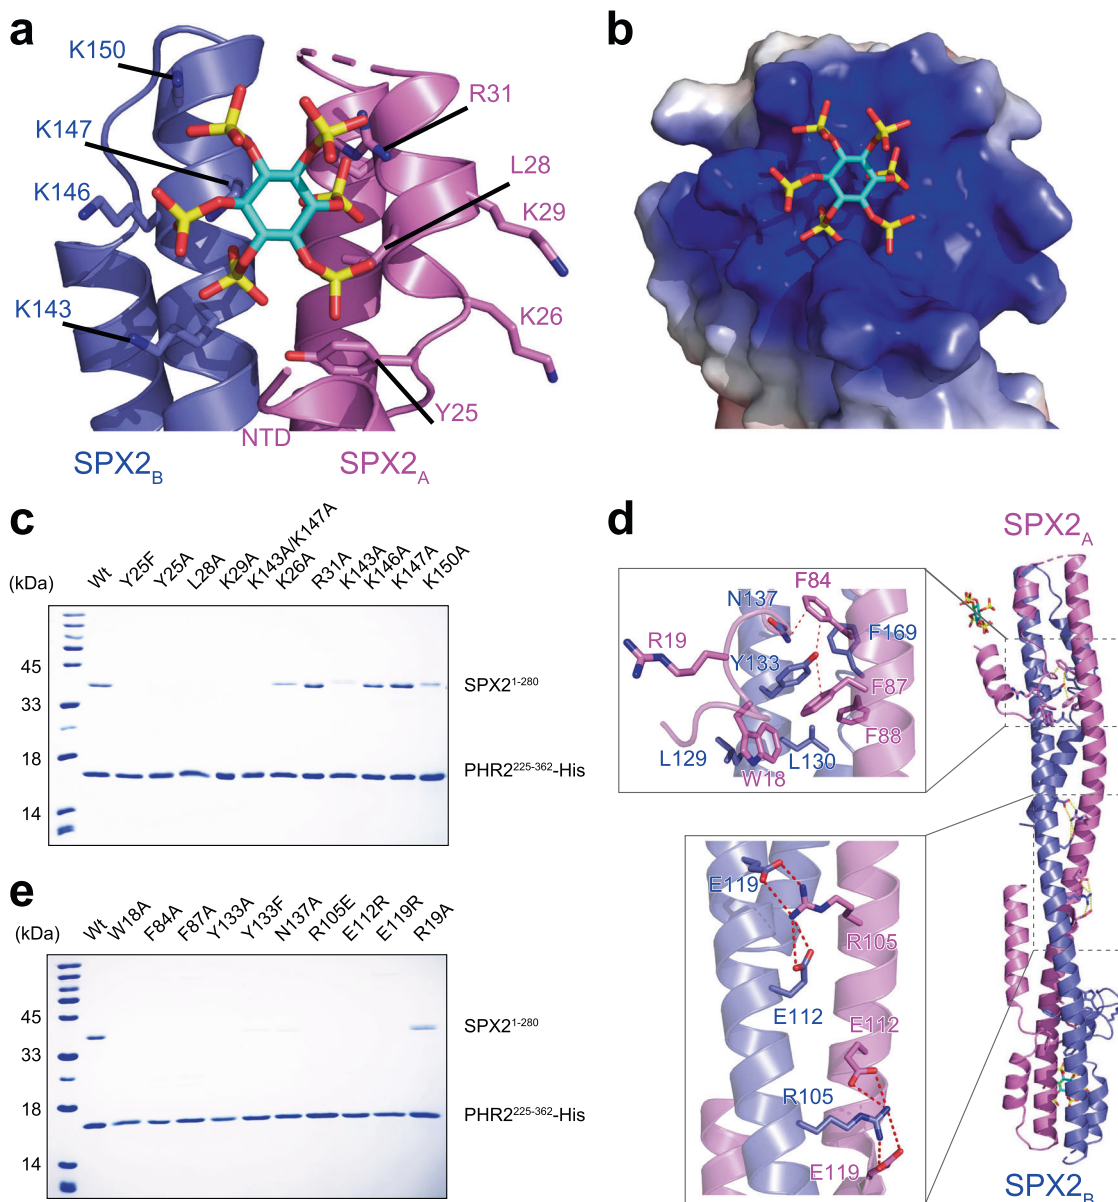 a
K150
K147
K146
K143
R31
L28
K29
K26
Y25
NTD
SPX2B
SPX2A
b
c
(kDa)
Wt
Y25F
Y25A
L28A
K29A
K143A/K147A
K26A
R31A
K143A
K146A
K147A
K150A
45
33
18
14
SPX21-280
PHR2225-362-His
d
SPX2A
F84
N137
R19
F169
Y133
F87
F88
L129
L130
W18
E119
R105
E112
E112
R105
E119
SPX2B
e
(kDa)
Wt
W18A
F84A
F87A
Y133A
Y133F
N137A
R105E
E112R
E119R
R19A
45
33
18
14
SPX21-280
PHR2225-362-His